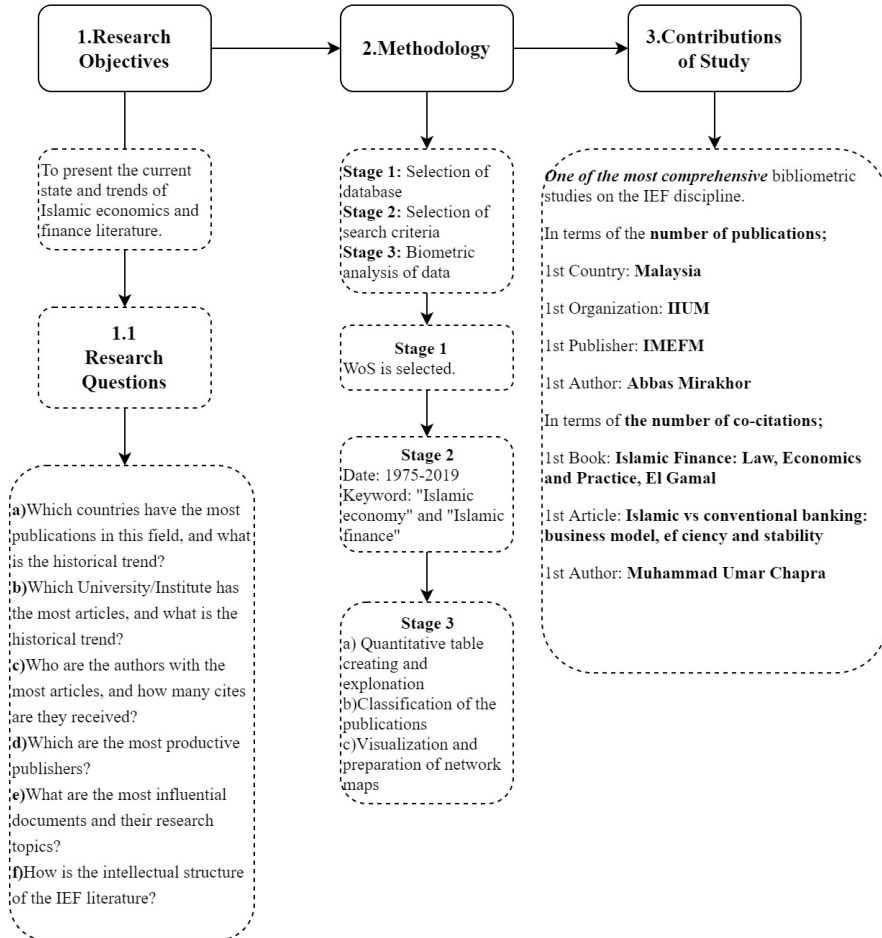 1.Research
Objectives
2.Methodology
3.Contributions
of Study
To present the current
state and trends of
Islamic economics and
finance literature.
1.1
Research
Questions
a)Which countries have the most
publications in this field, and what
is the historical trend?
b)Which University/Institute has
the most articles, and what is the
historical trend?
c)Who are the authors with the
most articles, and how many cites
are they received?
d)Which are the most productive
publishers?
e)What are the most influential
documents and their research
topics?
f)How is the intellectual structure
of the IEF literature?
Stage 1: Selection of
database
Stage 2: Selection of
search criteria
Stage 3: Biometric
analysis of data
Stage 1
WoS is selected.
Stage 2
Date: 1975-2019
Keyword: "Islamic
economy" and "Islamic
finance"
Stage 3
a) Quantitative table
creating and
explonation
b)Classification of the
publications
c)Visualization and
preparation of network
maps
One of the most comprehensive bibliometric
studies on the IEF discipline.
In terms of the number of publications;
1st Country: Malaysia
1st Organization: IIUM
1st Publisher: IMEFM
1st Author: Abbas Mirakhor
In terms of the number of co-citations;
1st Book: Islamic Finance: Law, Economics
and Practice, El Gamal
1st Article: Islamic vs conventional banking:
business model, ef ciency and stability
1st Author: Muhammad Umar Chapra